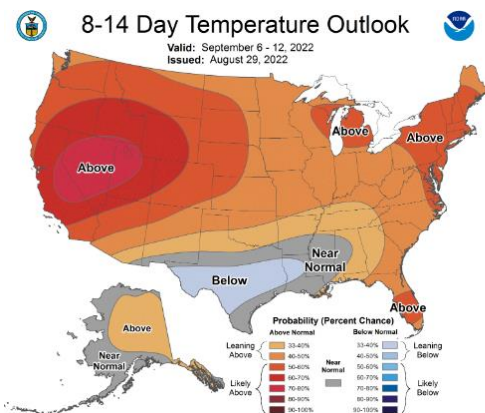 8-14 Day Temperature Outlook
Valid: September 6 - 12, 2022
Issued: August 29, 2022
NOAA
Above
Above
Above
Near
Normal
Below
Above
Above
Near
Normal
Probability (Percent Chance)
Above Normal
Below Normal
Leaning
Above
33-40%
40-50%
Likely
Above
50-60%
60-70%
70-80%
80-90%
90-100%
Near
Normal
33-40%
40-50%
50-60%
60-70%
70-80%
80-90%
90-100%
Leaning
Below
Likely
Below